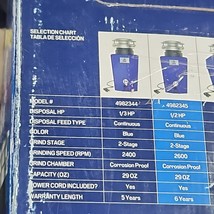 SELECTION CHART
TABLA DE SELECCIÓN
MODEL # 4982344 4982345
DISPOSAL HP 1/3 HP 1/2 HP
DISPOSAL FEED TYPE Continuous Continuous
COLOR Blue Blue
GRIND STAGE 2-Stage 2-Stage
GRINDING SPEED (RPM) 2400 2600
GRIND CHAMBER Corrosion Proof Corrosion Proof
CAPACITY (OZ) 29 OZ 29 OZ
POWER CORD INCLUDED Yes Yes
WARRANTY LENGTH 5 Years 6 Years